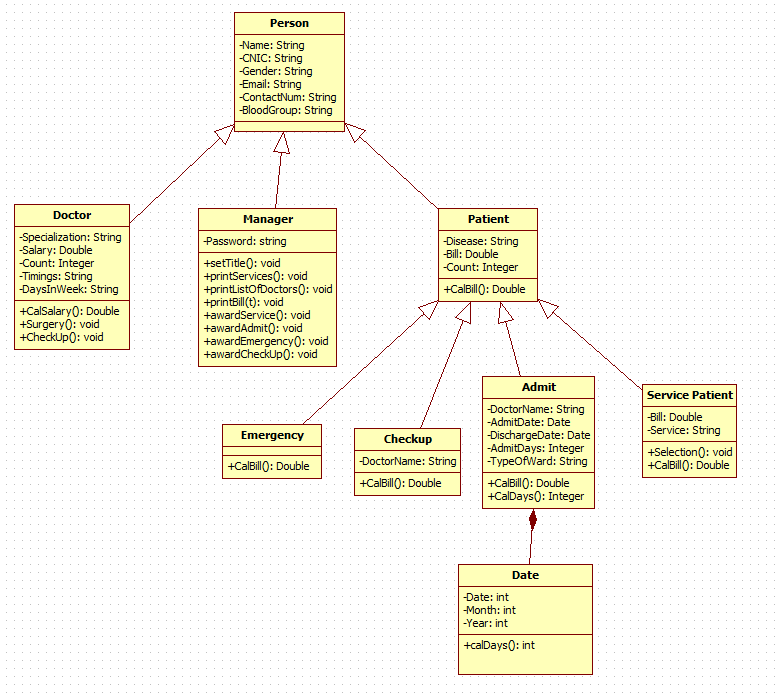 Person
-Name: String
-CNIC: String
-Gender: String
-Email: String
-ContactNum: String
-BloodGroup: String
Doctor
-Specialization: String
-Salary: Double
-Count: Integer
-Timings: String
-DaysInWeek: String
+CalSalary(): Double
+Surgery(): void
+CheckUp(): void
Manager
-Password: string
+setTitle(): void
+printServices(): void
+printListOfDoctors(): void
+printBill(t): void
+awardService(): void
+awardAdmit(): void
+awardEmergency(): void
+awardCheckUp(): void
Patient
-Disease: String
-Bill: Double
-Count: Integer
+CalBill(): Double
Emergency
+CalBill(): Double
Checkup
-DoctorName: String
+CalBill(): Double
Admit
-DoctorName: String
-AdmitDate: Date
-DischargeDate: Date
-AdmitDays: Integer
-TypeOfWard: String
+CalBill(): Double
+CalDays(): Integer
Service Patient
-Bill: Double
-Service: String
+Selection(): void
+CalBill(): Double
Date
-Date: int
-Month: int
-Year: int
+calDays(): int